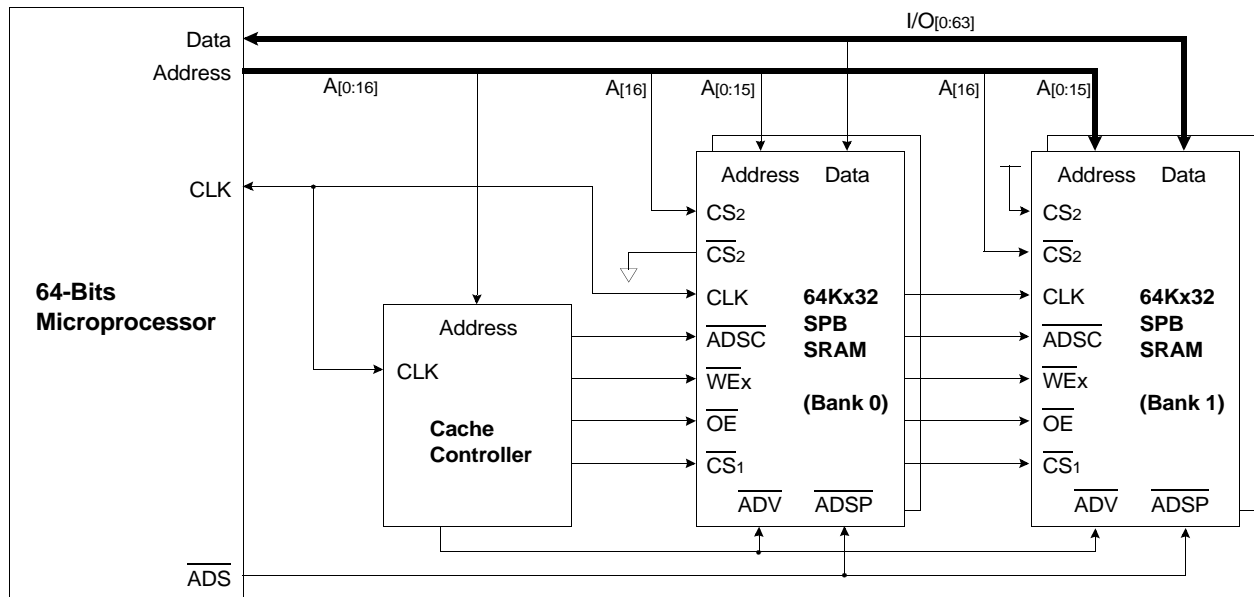 I/O[0:63]
Data
Address
A[0:16]
A[16]
A[0:15]
A[16]
A[0:15]
CLK
64-Bits
Microprocessor
ADS
Address
CLK
Cache
Controller
Address Data
CS2
CS2
CLK
ADSC
WEx
OE
CS1
ADV ADSP
64Kx32
SPB
SRAM
(Bank 0)
Address Data
CS2
CS2
CLK
ADSC
WEx
OE
CS1
ADV ADSP
64Kx32
SPB
SRAM
(Bank 1)